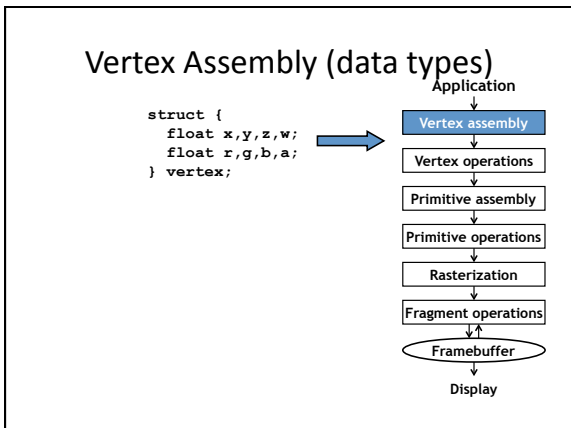 Vertex Assembly (data types)
struct {
float x,y,z,w;
float r,g,b,a;
} vertex;
Application
Vertex assembly
Vertex operations
Primitive assembly
Primitive operations
Rasterization
Fragment operations
Framebuffer
Display